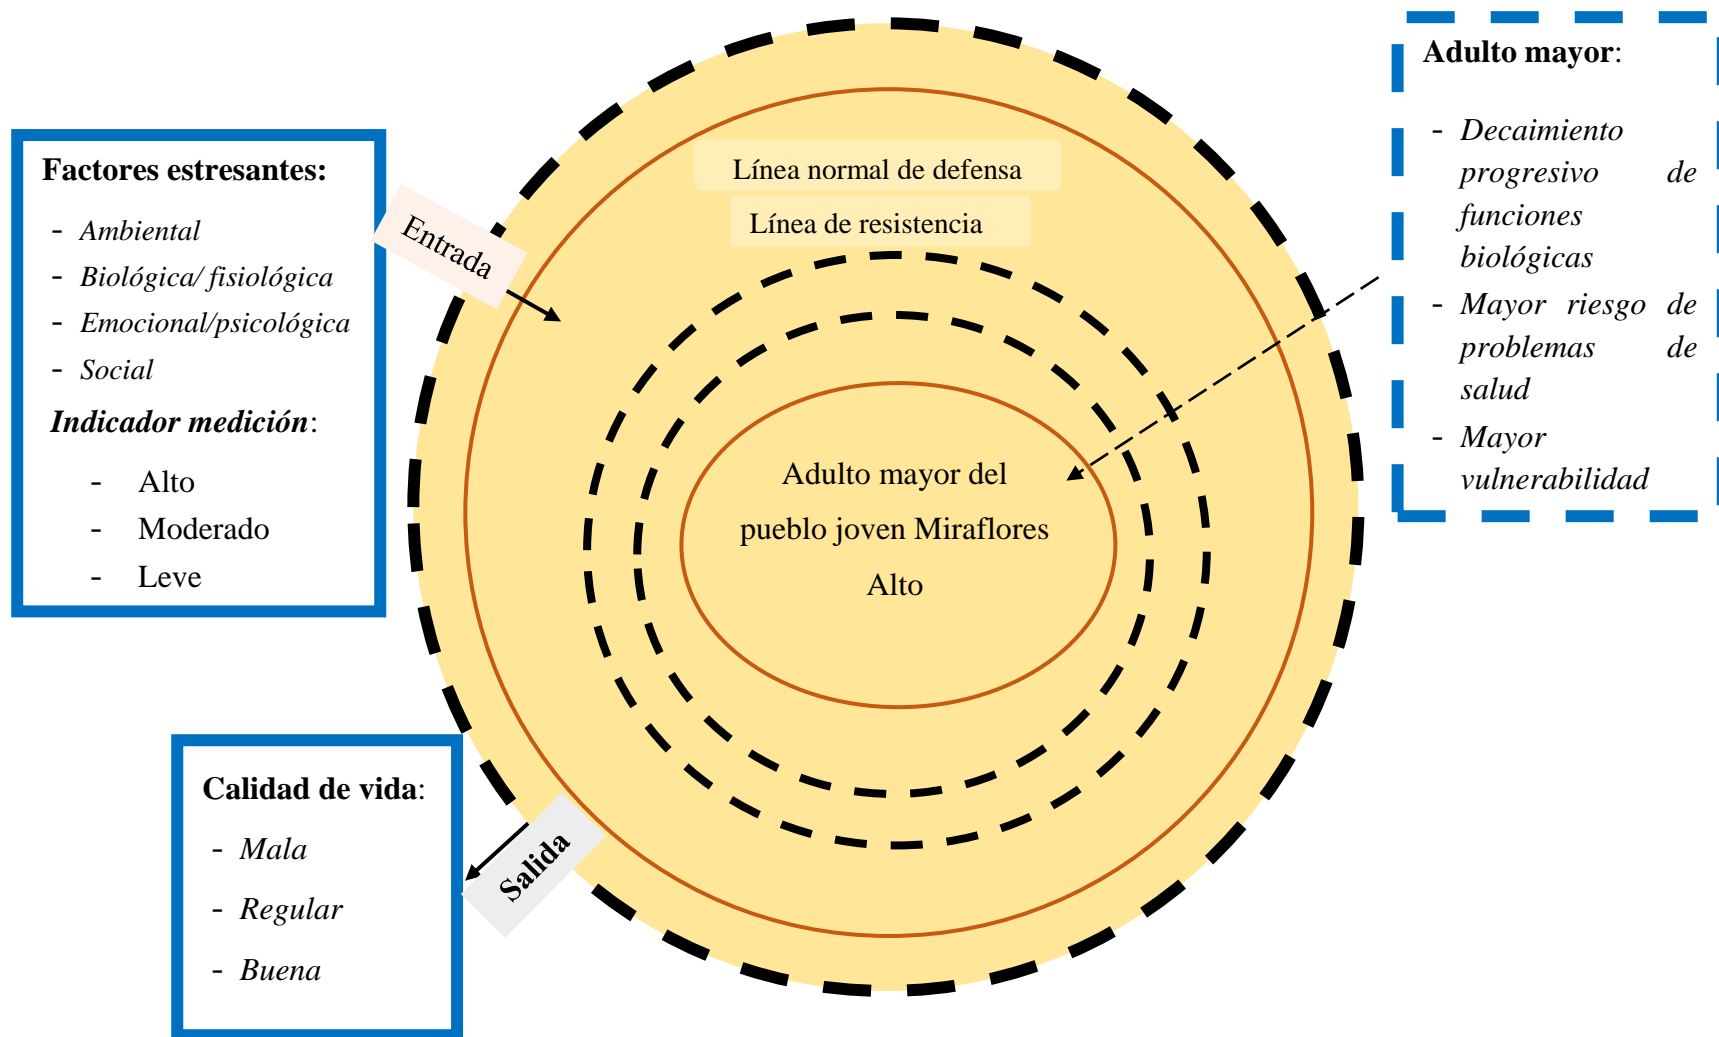 Factores estresantes:
- Ambiental
- Biológica/ fisiológica
- Emocional/psicológica
- Social
Indicador medición:
- Alto
- Moderado
- Leve
Entrada
Línea normal de defensa
Línea de resistencia
Adulto mayor del
pueblo joven Miraflores
Alto
Adulto mayor:
- Decaimiento
progresivo de
funciones
biológicas
- Mayor riesgo de
problemas de
salud
- Mayor
vulnerabilidad
Salida
Calidad de vida:
- Mala
- Regular
- Buena